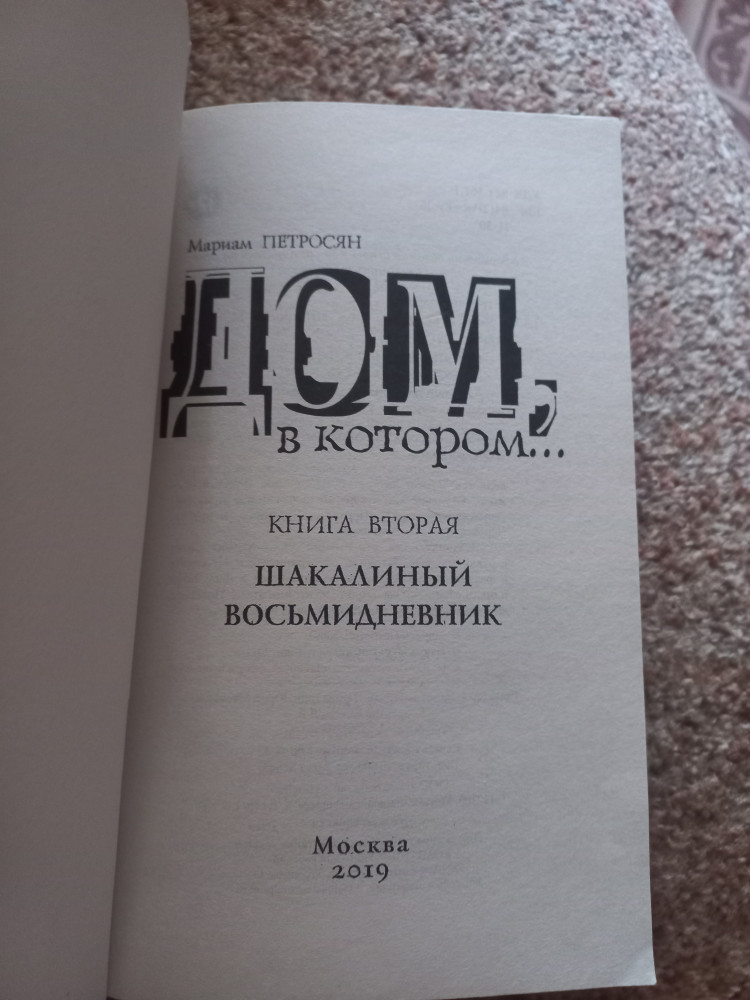 Мариам ПЕТРОСЯН
ДОМ,
в котором...
КНИГА ВТОРАЯ
ШАКАЛИНЫЙ
ВОСЬМИДНЕВНИК
Москва
2019